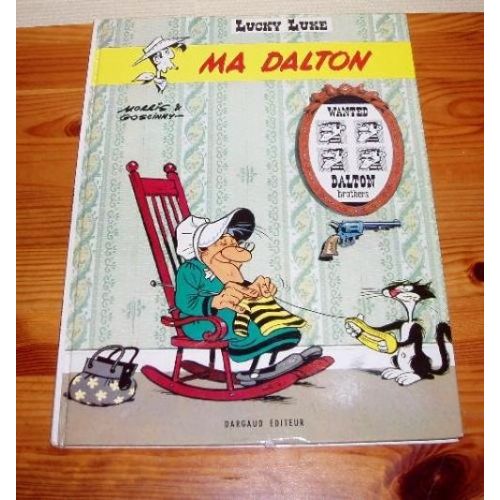 LUCKY LUKE
MA DALTON
MORRIS &
GOSCINNY
WANTED
DALTON
brothers
DARGAUD EDITEUR